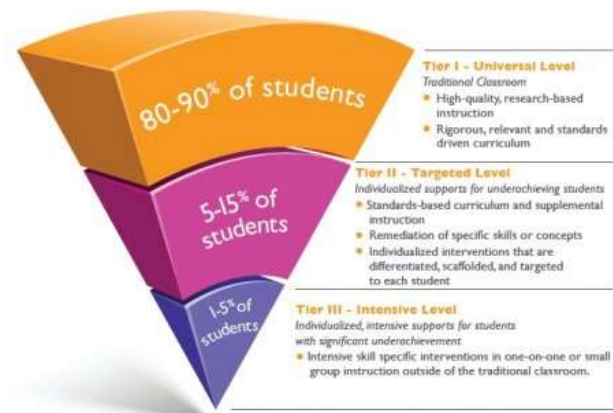 80-90% of students
Tier I - Universal Level
Traditional Classroom
• High-quality, research-based
instruction
• Rigorous, relevant and standards
driven curriculum
5-15% of
students
Tier II - Targeted Level
Individualized supports for underachieving students
• Standards-based curriculum and supplemental
instruction
• Remediation of specific skills or concepts
• Individualized interventions that are
differentiated, scaffolded, and targeted
to each student
1-5% of
students
Tier III - Intensive Level
Individualized, intensive supports for students
with significant underachievement
• Intensive skill specific interventions in one-on-one or small
group instruction outside of the traditional classroom.